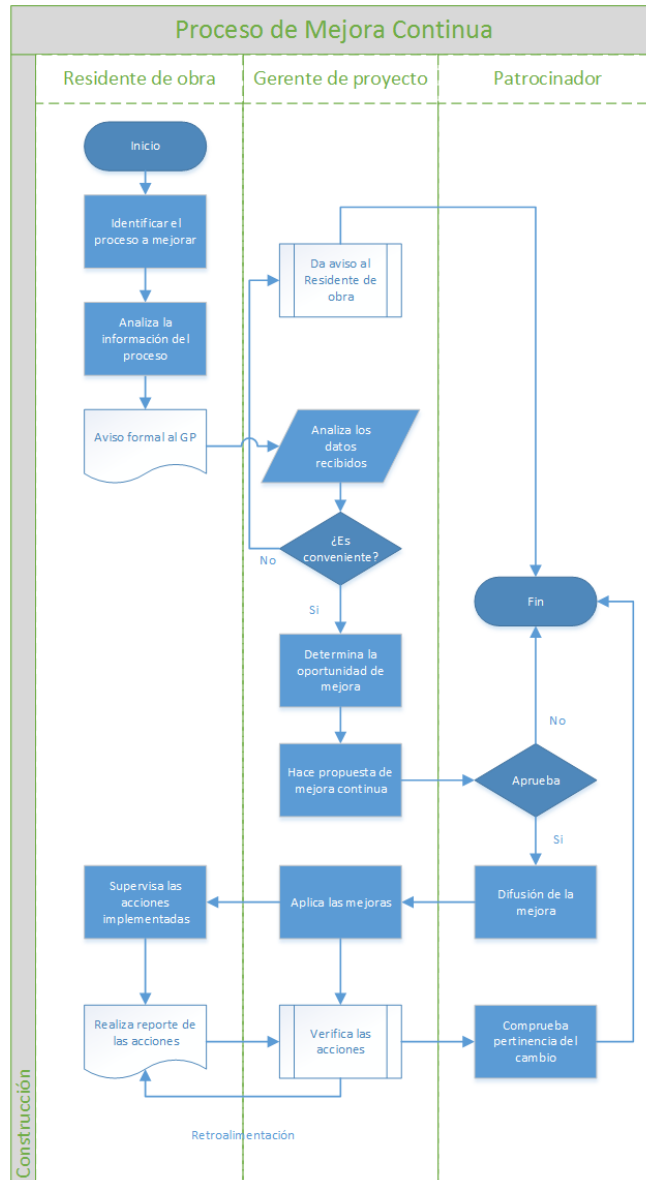 Proceso de Mejora Continua
Residente de obra
Gerente de proyecto
Patrocinador
Inicio
Identificar el
proceso a mejorar
Da aviso al
Residente de
obra
Analiza la
información del
proceso
Aviso formal al GP
Analiza los
datos
recibidos
¿Es
conveniente?
No
Si
Fin
Determina la
oportunidad de
mejora
No
Hace propuesta de
mejora continua
Aprueba
Si
Supervisa las
acciones
implementadas
Aplica las mejoras
Difusión de la
mejora
Realiza reporte de
las acciones
Verifica las
acciones
Comprueba
pertinencia del
cambio
Retroalimentación
Construcción